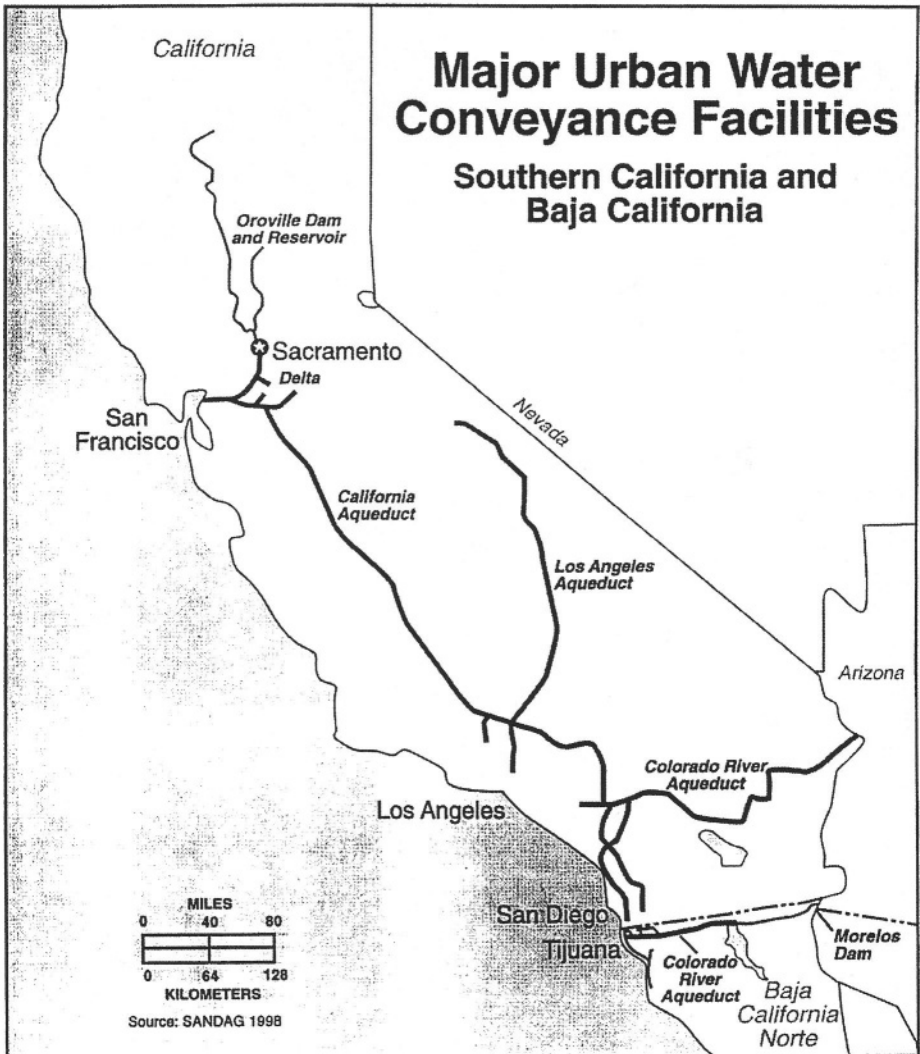 California
Major Urban Water
Conveyance Facilities
Southern California and
Baja California
Oroville Dam
and Reservoir
Sacramento
Delta
San
Francisco
Nevada
California
Aqueduct
Los Angeles
Aqueduct
Arizona
Colorado River
Aqueduct
Los Angeles
San Diego
Tijuana
Morelos
Dam
Colorado
River
Aqueduct
Baja
California
Norte
MILES
0 40 80
0 64 128
KILOMETERS
Source: SANDAG 1998